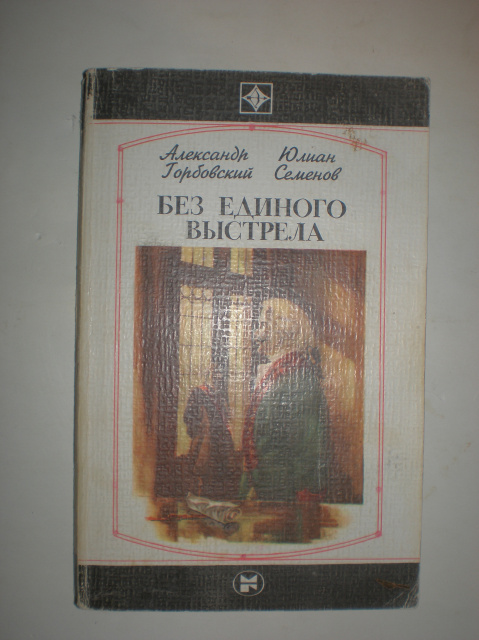 Александр Юлиан
Горбовский Семенов
БЕЗ ЕДИНОГО
ВЫСТРЕЛА